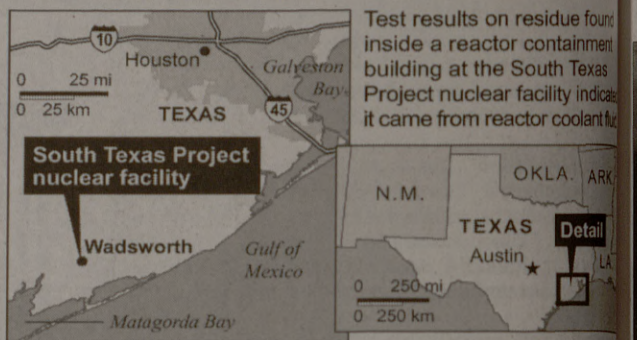 Test results on residue found
inside a reactor containment
building at the South Texas
Project nuclear facility indicated
it came from reactor coolant
10
Houston
Galveston
Bay
0 25 mi
0 25 km
TEXAS
45
South Texas Project
nuclear facility
Wadsworth
Gulf of
Mexico
Matagorda Bay
OKLA.
ARK
N.M.
TEXAS
Detail
Austin
LA
0 250 mi
0 250 km